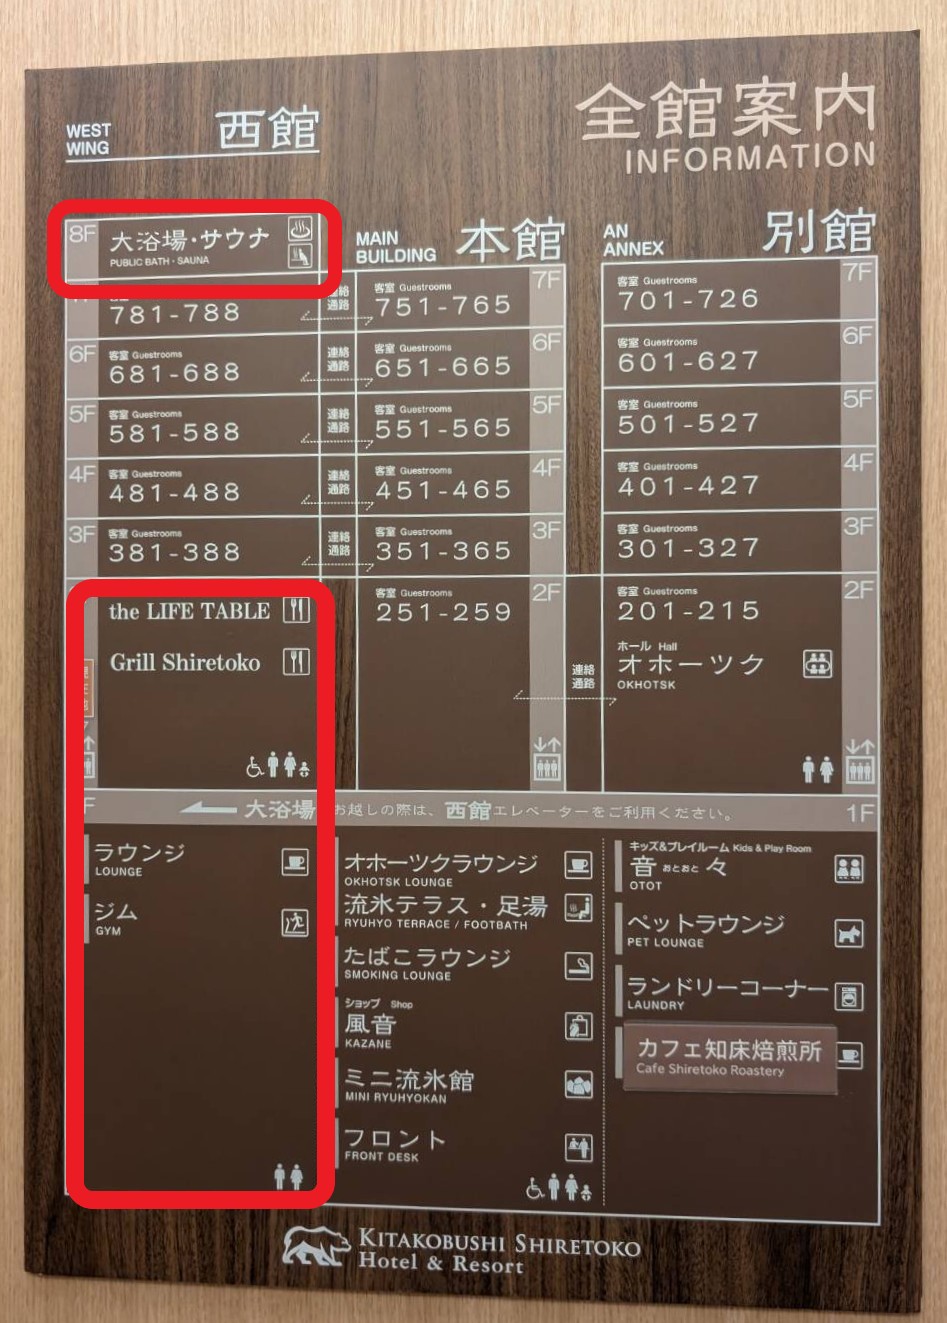 全館案内
INFORMATION
WEST
WING
西館
8F
大浴場・サウナ
PUBLIC BATH・SAUNA
781-788
6F
客室 Guestrooms
681-688
5F
客室 Guestrooms
581-588
4F
客室 Guestrooms
481-488
3F
客室 Guestrooms
381-388
the LIFE TABLE
Grill Shiretoko
連絡
通路
連絡
通路
連絡
通路
連絡
通路
連絡
通路
MAIN
BUILDING
本館
7F
客室 Guestrooms
751-765
6F
客室 Guestrooms
651-665
5F
客室 Guestrooms
551-565
4F
客室 Guestrooms
451-465
3F
客室 Guestrooms
351-365
2F
客室 Guestrooms
251-259
連絡
通路
AN
ANNEX
別館
7F
客室 Guestrooms
701-726
6F
客室 Guestrooms
601-627
5F
客室 Guestrooms
501-527
4F
客室 Guestrooms
401-427
3F
客室 Guestrooms
301-327
2F
客室 Guestrooms
201-215
ホール Hall
オホーツク
OKHOTSK
大浴場 お越しの際は、西館エレベーターをご利用ください。
1F
ラウンジ
LOUNGE
ジム
GYM
オホーツクラウンジ
OKHOTSK LOUNGE
流氷テラス・足湯
RYUHYO TERRACE / FOOTBATH
たばこラウンジ
SMOKING LOUNGE
ショップ Shop
風音
KAZANE
ミニ流氷館
MINI RYUHYOKAN
フロント
FRONT DESK
キッズ&プレイルーム Kids & Play Room
音々 おとおと
OTOT
ペットラウンジ
PET LOUNGE
ランドリーコーナー
LAUNDRY
カフェ知床焙煎所
Cafe Shiretoko Roastery
KITAKOBUSHI SHIRETOKO
Hotel & Resort